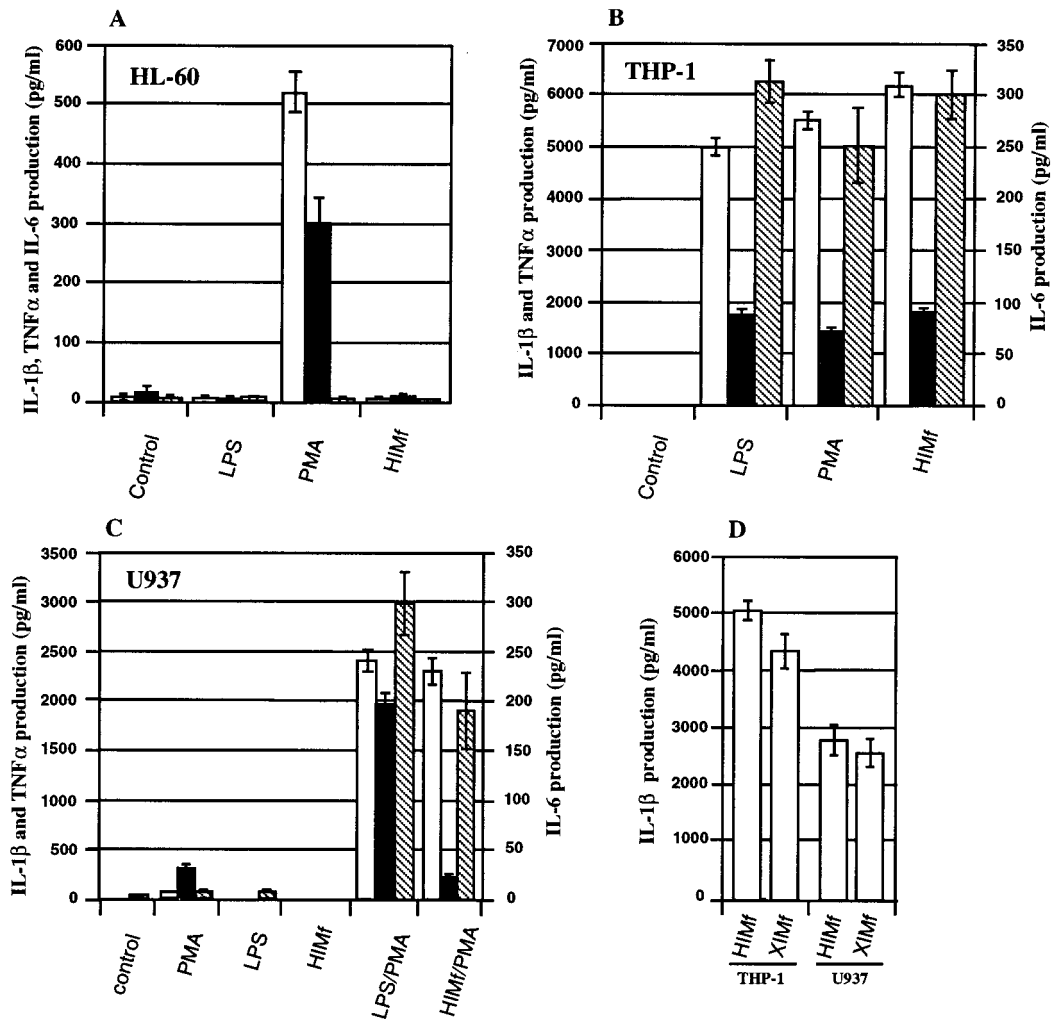 A
IL-1β, TNFα and IL-6 production (pg/ml)
600
500
400
300
200
100
0
HL-60
Control
LPS
PMA
HIMf
B
IL-1β and TNFα production (pg/ml)
7000
6000
5000
4000
3000
2000
1000
0
THP-1
350
300
250
200
150
100
50
0
IL-6 production (pg/ml)
Control
LPS
PMA
HIMf
C
IL-1β and TNFα production (pg/ml)
3500
3000
2500
2000
1500
1000
500
0
U937
350
300
250
200
150
100
50
0
IL-6 production (pg/ml)
control
PMA
LPS
HIMf
LPS/PMA
HIMf/PMA
D
IL-1β production (pg/ml)
6000
5000
4000
3000
2000
1000
0
HIMf
XIMf
HIMf
XIMf
THP-1
U937